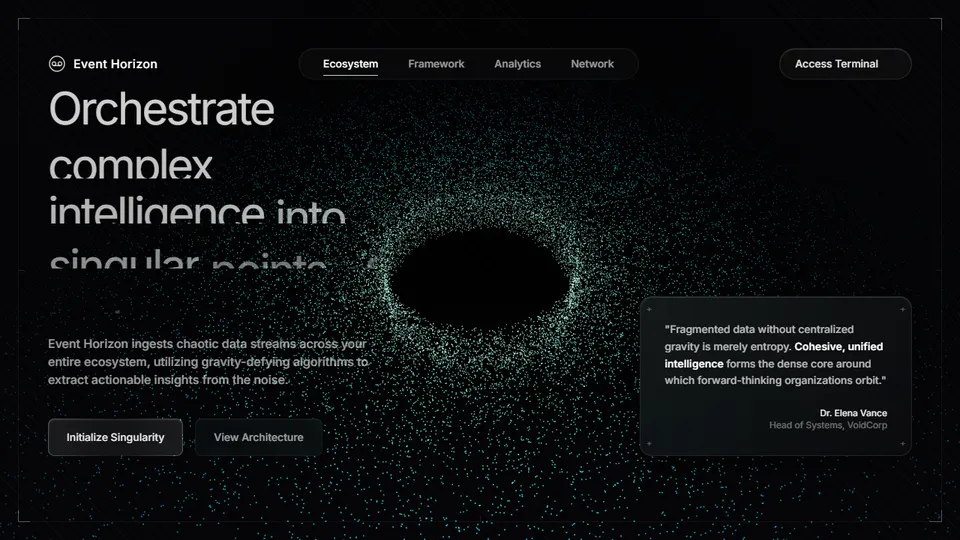 Event Horizon
Ecosystem
Framework
Analytics
Network
Access Terminal
Orchestrate
complex
intelligence into
singular points
Event Horizon ingests chaotic data streams across your
entire ecosystem, utilizing gravity-defying algorithms to
extract actionable insights from the noise.
Initialize Singularity
View Architecture
"Fragmented data without centralized
gravity is merely entropy. Cohesive, unified
intelligence forms the dense core around
which forward-thinking organizations orbit."
Dr. Elena Vance
Head of Systems, VoidCorp